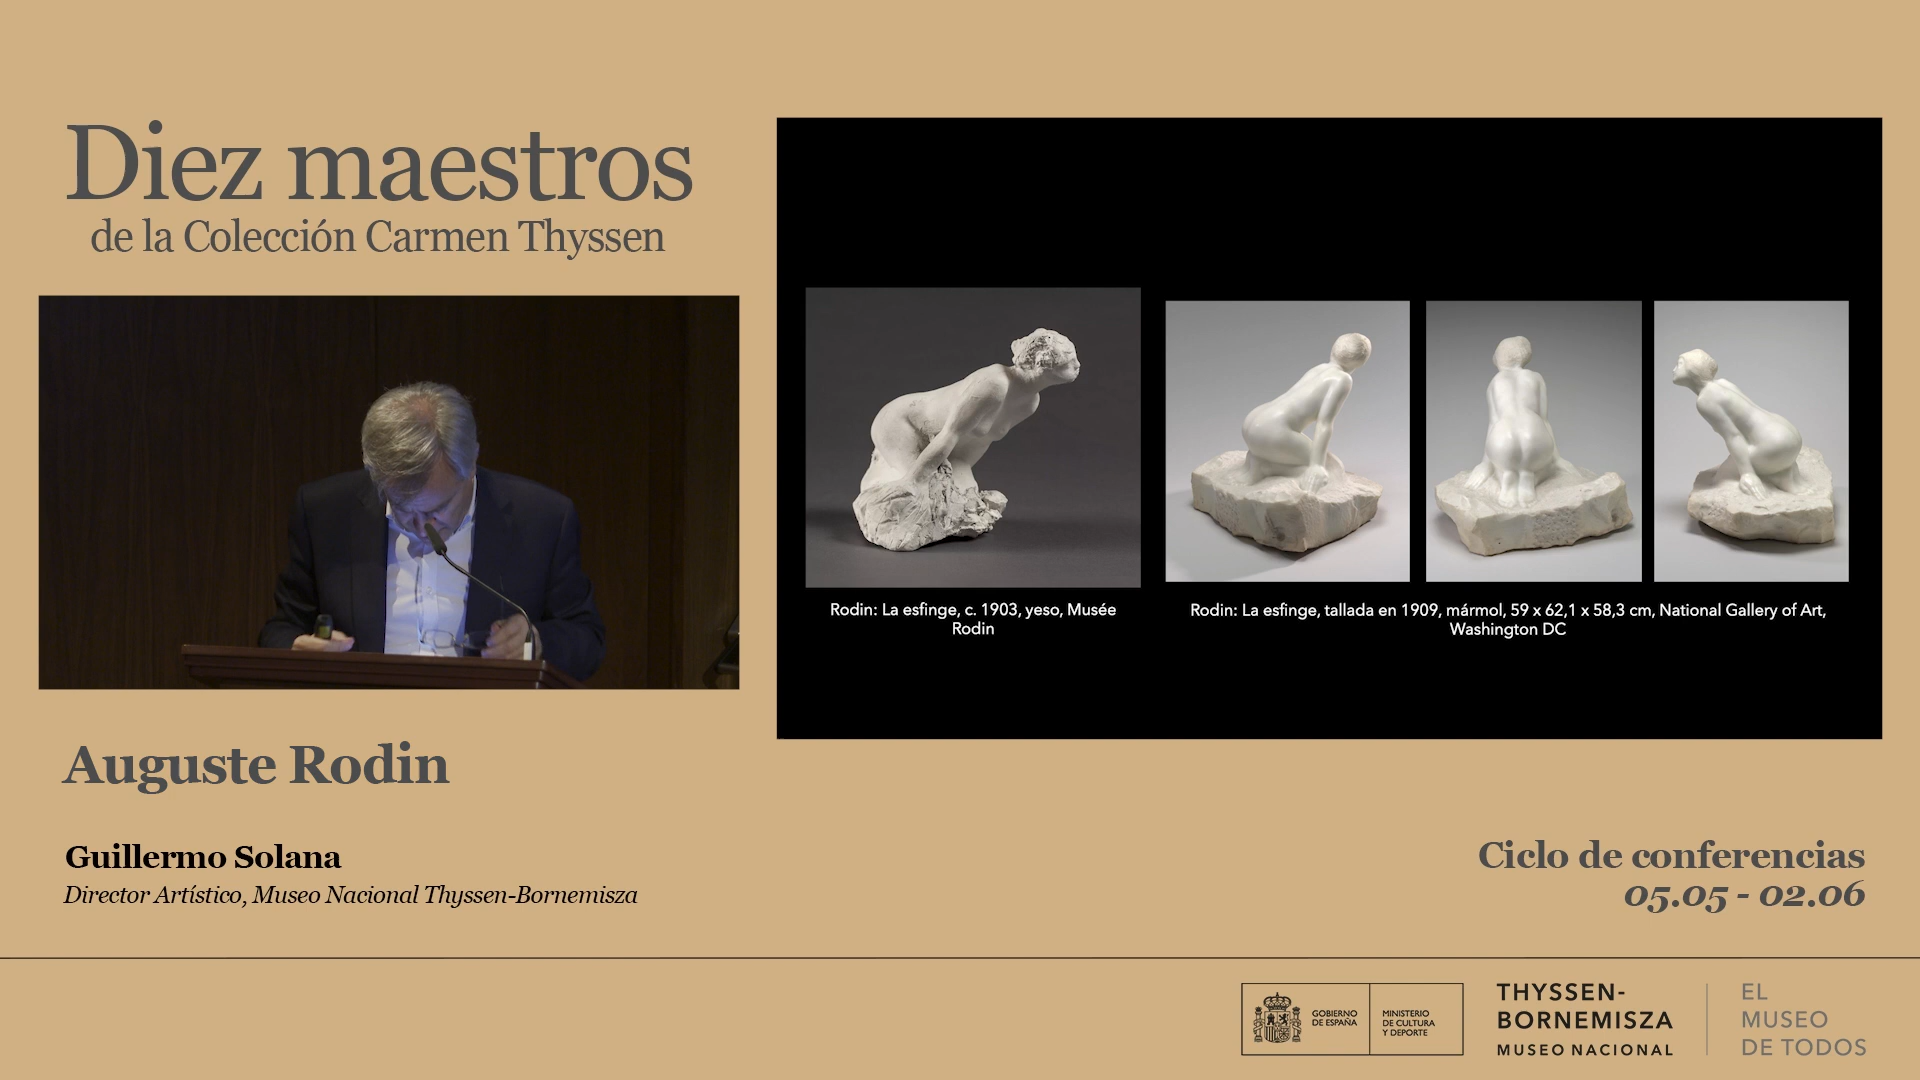 Diez maestros
de la Colección Carmen Thyssen
Rodin: La esfinge, c. 1903, yeso, Musée
Rodin
Rodin: La esfinge, tallada en 1909, mármol, 59 x 62,1 x 58,3 cm, National Gallery of Art,
Washington DC
Auguste Rodin
Guillermo Solana
Director Artístico, Museo Nacional Thyssen-Bornemisza
Ciclo de conferencias
05.05 - 02.06
GOBIERNO
DE ESPAÑA
MINISTERIO
DE CULTURA
Y DEPORTE
THYSSEN-
BORNEMISZA
MUSEO NACIONAL
EL
MUSEO
DE TODOS